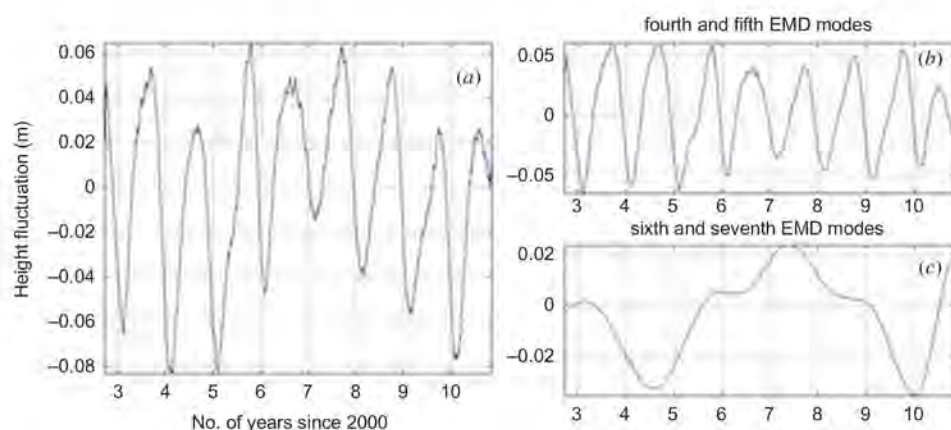 0.06
0.04
0.02
0
−0.02
−0.04
−0.06
−0.08
Height fluctuation (m)
(a)
3 4 5 6 7 8 9 10
No. of years since 2000
fourth and fifth EMD modes
0.05
0
−0.05
(b)
3 4 5 6 7 8 9 10
sixth and seventh EMD modes
0.02
0
−0.02
(c)
3 4 5 6 7 8 9 10